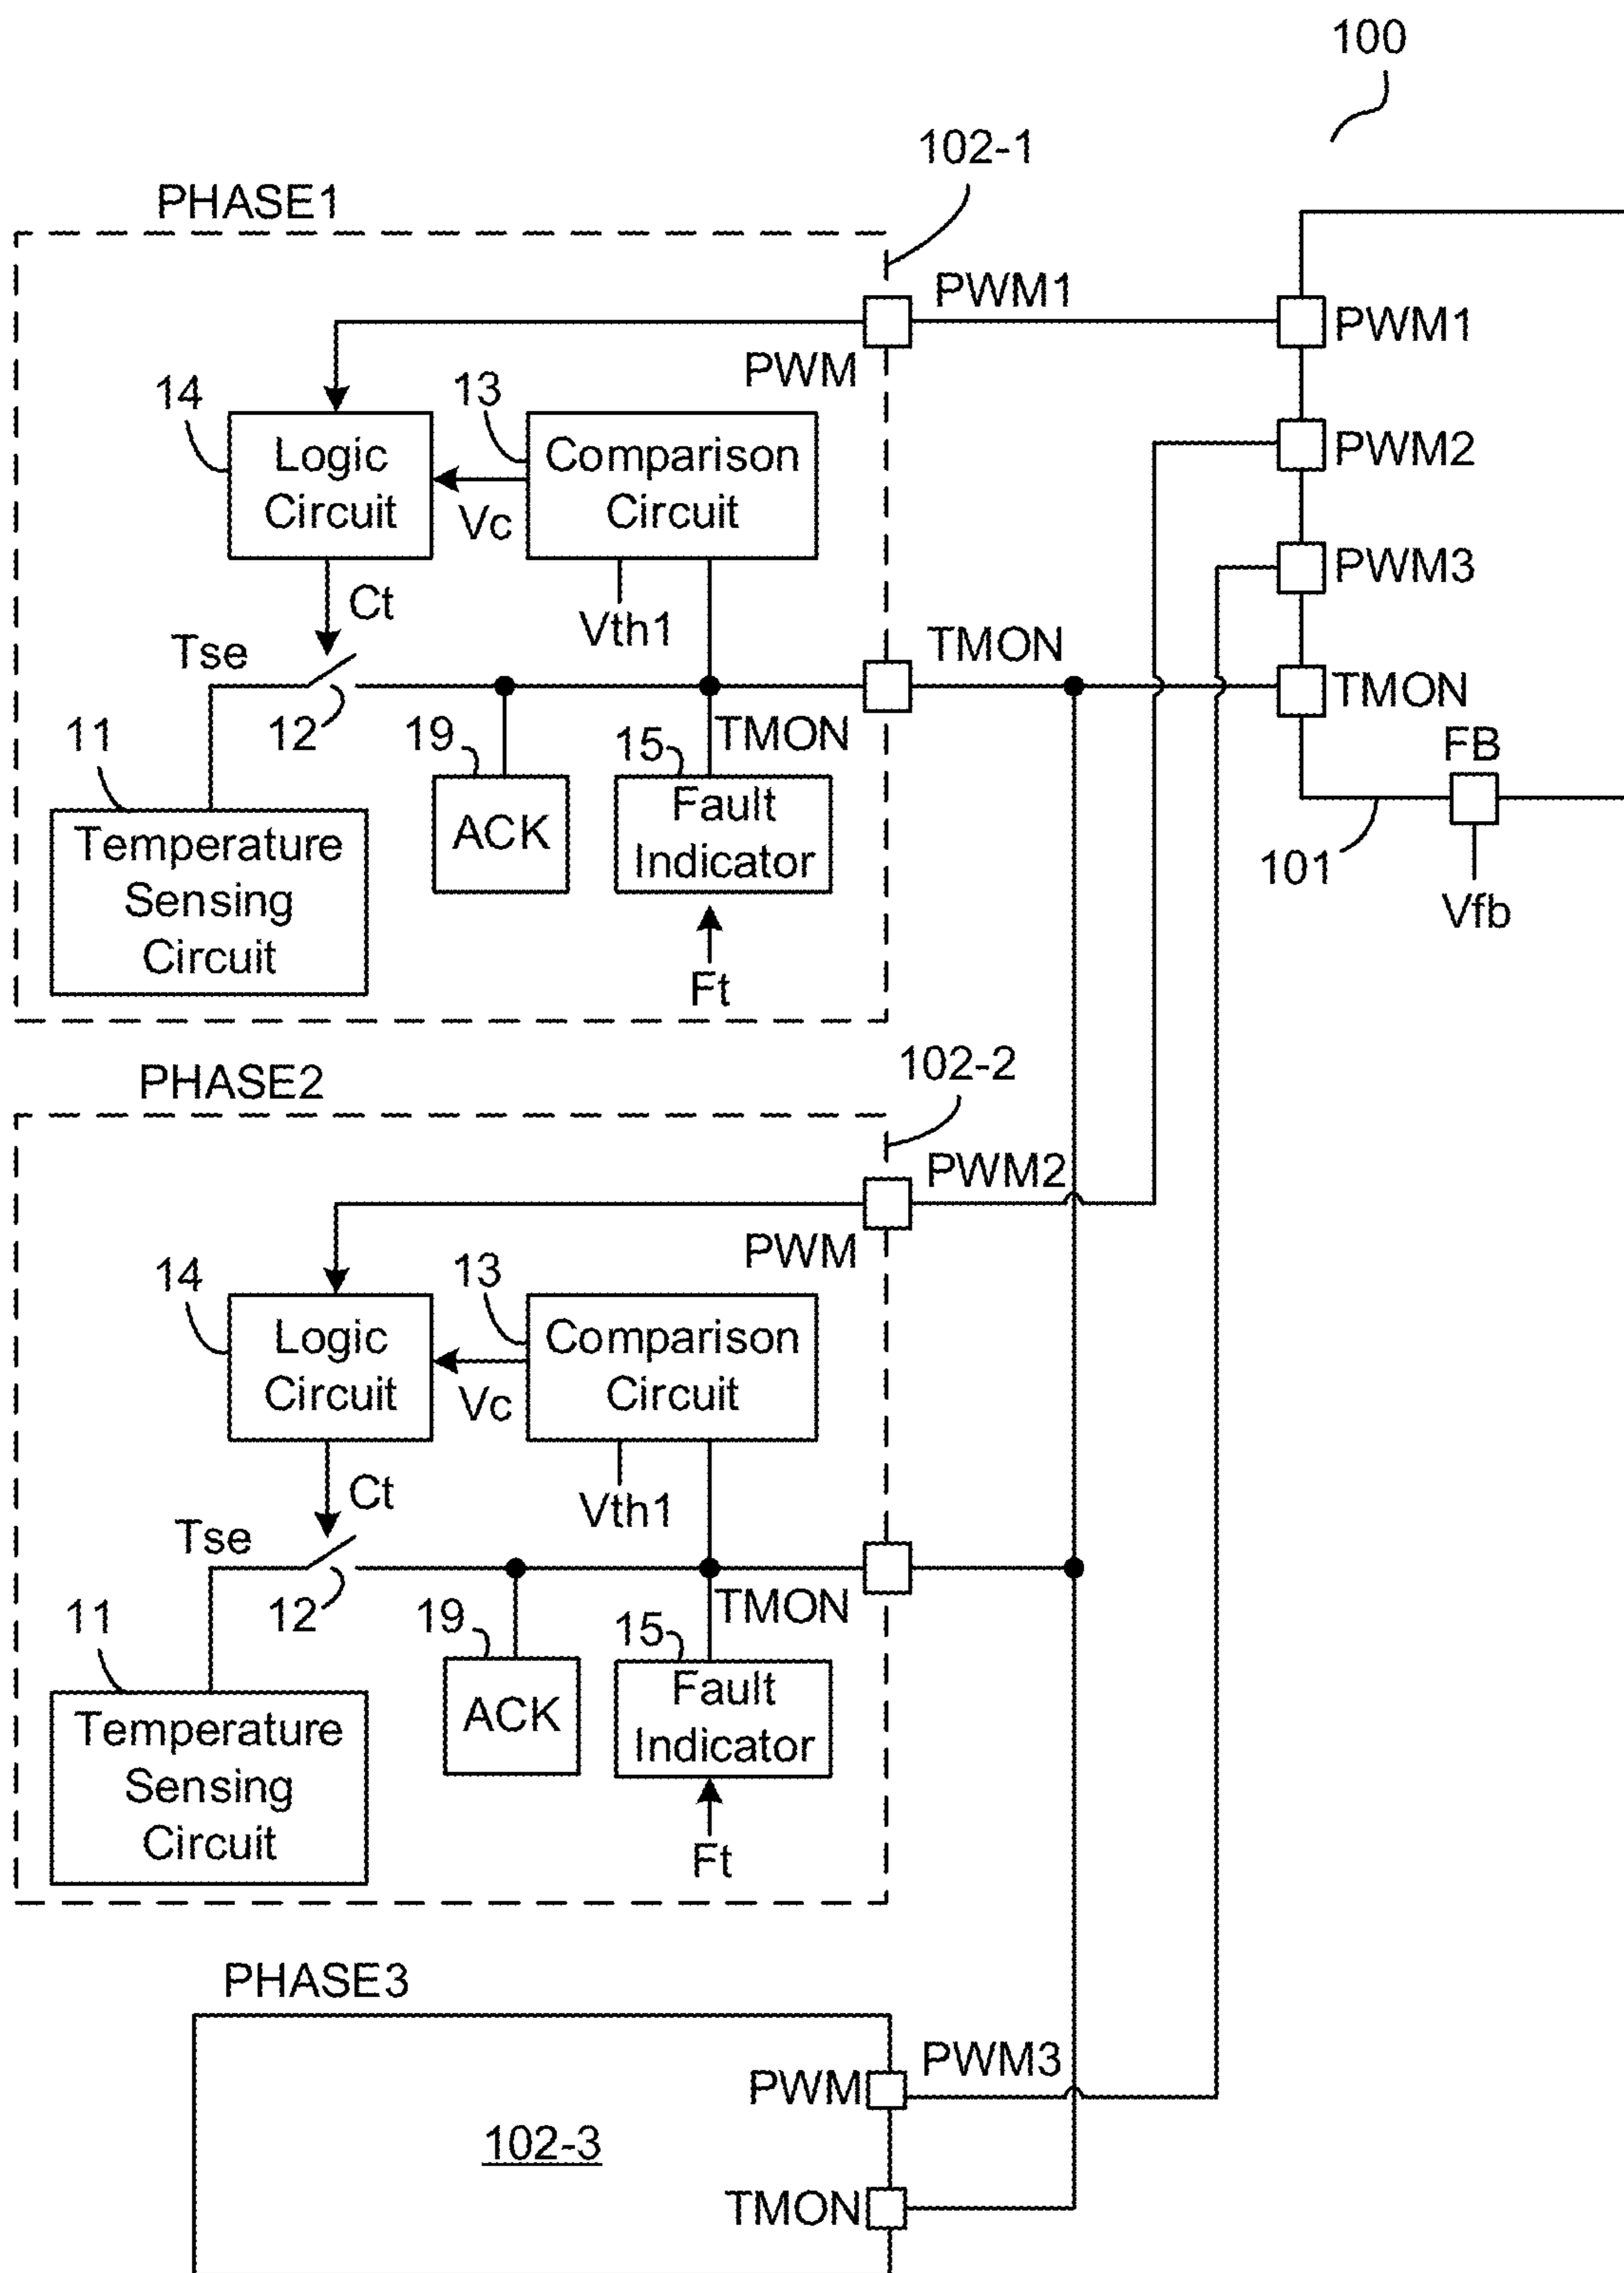 100
102-1
PHASE1
PWM1
PWM1
PWM
14
13
Logic
Circuit
Comparison
Circuit
Vc
PWM2
PWM3
Ct
Vth1
Tse
TMON
TMON
12
19
15
TMON
11
FB
ACK
Fault
Indicator
Temperature
Sensing
Circuit
101
Vfb
Ft
102-2
PHASE2
PWM2
PWM
14
13
Logic
Circuit
Comparison
Circuit
Vc
Ct
Vth1
Tse
12
19
15
TMON
11
ACK
Fault
Indicator
Temperature
Sensing
Circuit
Ft
PHASE3
PWM
PWM3
102-3
TMON